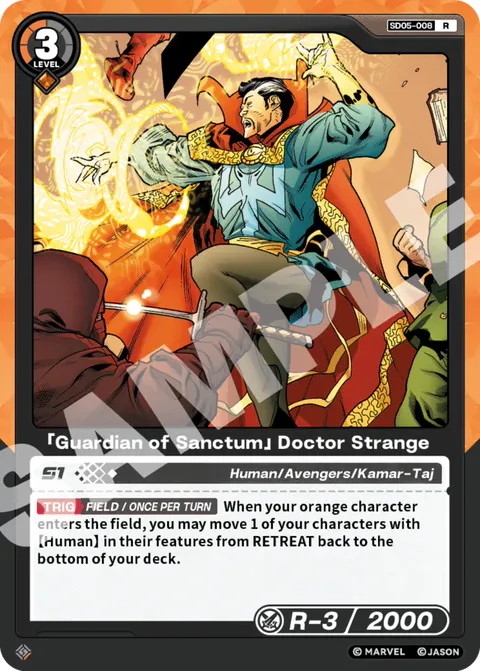 3
LEVEL
SD05-008 R
SAMPLE
「Guardian of Sanctum」 Doctor Strange
S1
Human/Avengers/Kamar-Taj
TRIG FIELD / ONCE PER TURN When your orange character
enters the field, you may move 1 of your characters with
【Human】 in their features from RETREAT back to the
bottom of your deck.
R-3 / 2000
© MARVEL ©JASON